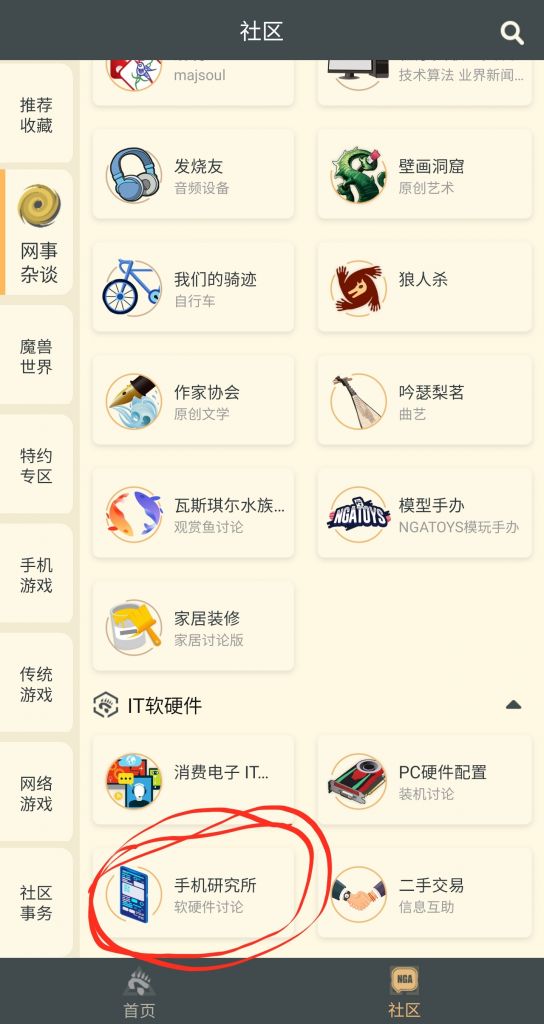 社区
推荐
收藏
网事
杂谈
魔兽
世界
特约
专区
手机
游戏
传统
游戏
网络
游戏
社区
事务
majsoul
技术算法 业界新闻...
发烧友
音频设备
壁画洞窟
原创艺术
我们的骑迹
自行车
狼人杀
作家协会
原创文学
吟瑟梨茗
曲艺
瓦斯琪尔水族...
观赏鱼讨论
NGATOYS
模型手办
NGATOYS模玩手办
家居装修
家居讨论版
IT软硬件
消费电子 IT...
PC硬件配置
装机讨论
手机研究所
软硬件讨论
二手交易
信息互助
首页
NGA
社区